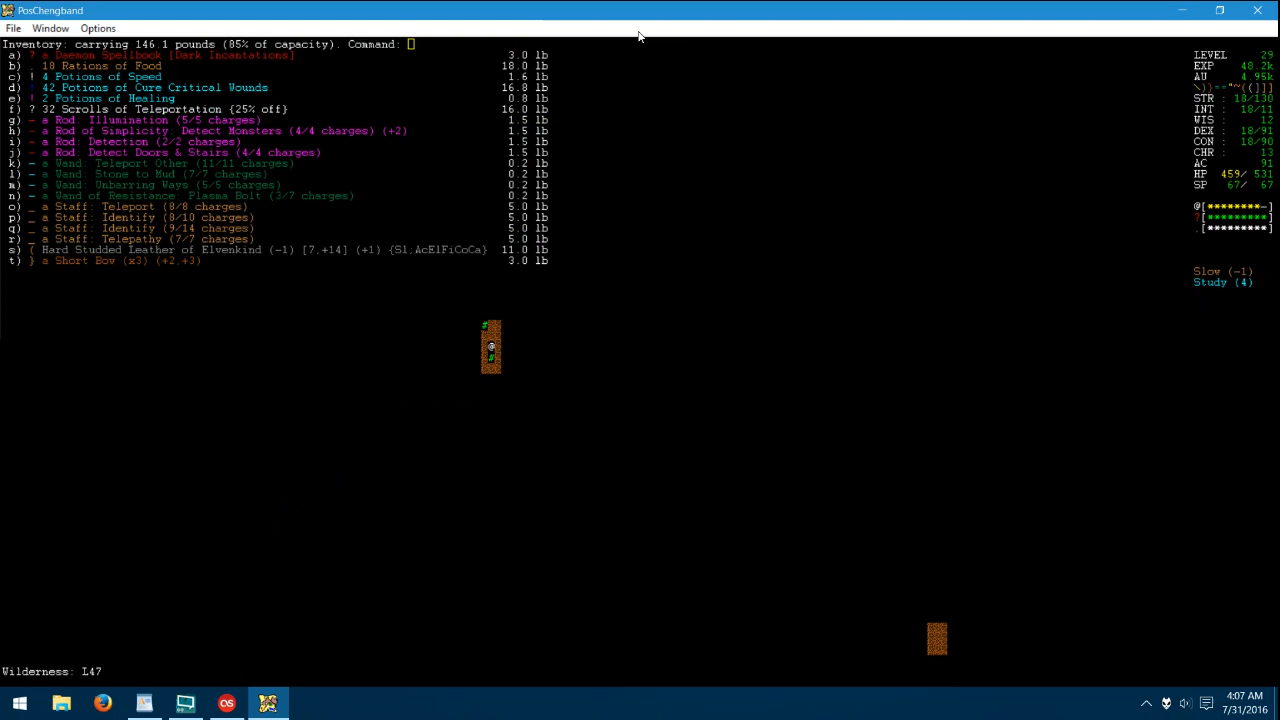 PosChengband
File Window Options
Inventory: carrying 146.1 pounds (85% of capacity). Command:
a) ? a Daemon Spellbook [Dark Incantations] 3.0 lb
b) , 18 Rations of Food 18.0 lb
c) ! 4 Potions of Speed 1.6 lb
d) ! 42 Potions of Cure Critical Wounds 16.8 lb
e) ! 2 Potions of Healing 0.8 lb
f) ? 32 Scrolls of Teleportation {25% off} 16.0 lb
g) - a Rod: Illumination (5/5 charges) 1.5 lb
h) - a Rod of Simplicity: Detect Monsters (4/4 charges) (+2) 1.5 lb
i) - a Rod: Detection (2/2 charges) 1.5 lb
j) - a Rod: Detect Doors & Stairs (4/4 charges) 1.5 lb
k) - a Wand: Teleport Other (11/11 charges) 0.2 lb
l) - a Wand: Stone to Mud (7/7 charges) 0.2 lb
m) - a Wand: Unbarring Ways (5/5 charges) 0.2 lb
n) - a Wand of Resistance: Plasma Bolt (3/7 charges) 0.2 lb
o) _ a Staff: Teleport (8/8 charges) 5.0 lb
p) _ a Staff: Identify (8/10 charges) 5.0 lb
q) _ a Staff: Identify (9/14 charges) 5.0 lb
r) _ a Staff: Telepathy (7/7 charges) 5.0 lb
s) ( Hard Studded Leather of Elvenkind (-1) [7,+14] (+1) {Sl;AcElFiCoCa} 11.0 lb
t) } a Short Bow (x3) (+2,+3) 3.0 lb
LEVEL 29
EXP 48.2k
AU 4.95k
\)}=="~((]]]
STR : 18/130
INT : 18/11
WIS : 12
DEX : 18/91
CON : 18/90
CHR : 13
AC 91
HP 459/ 531
SP 67/ 67
@[********-]
?[*********]
,[*********]
Slow (-1)
Study (4)
#
@
#
Wilderness: L47
4:07 AM
7/31/2016